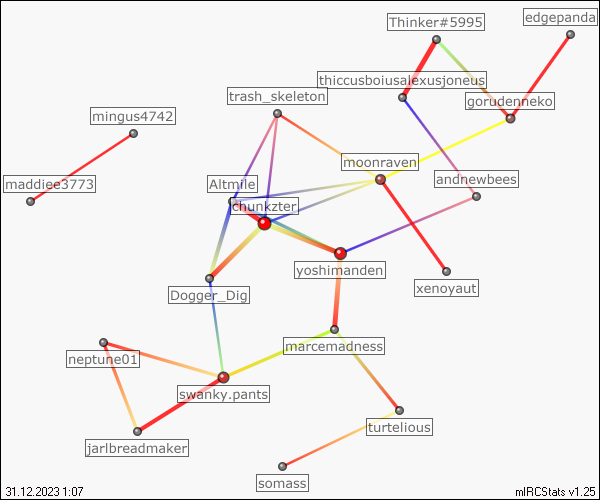 edgepanda
Thinker#5995
thiccusboiusalexusjoneus
trash_skeleton
gorudenneko
mingus4742
moonraven
andnewbees
maddiee3773
Altmile
chunkzter
yoshimanden
xenoyaut
Dogger_Dig
marcemadness
neptune01
swanky.pants
turtelious
jarlbreadmaker
somass
31.12.2023 1:07
mIRCStats v1.25